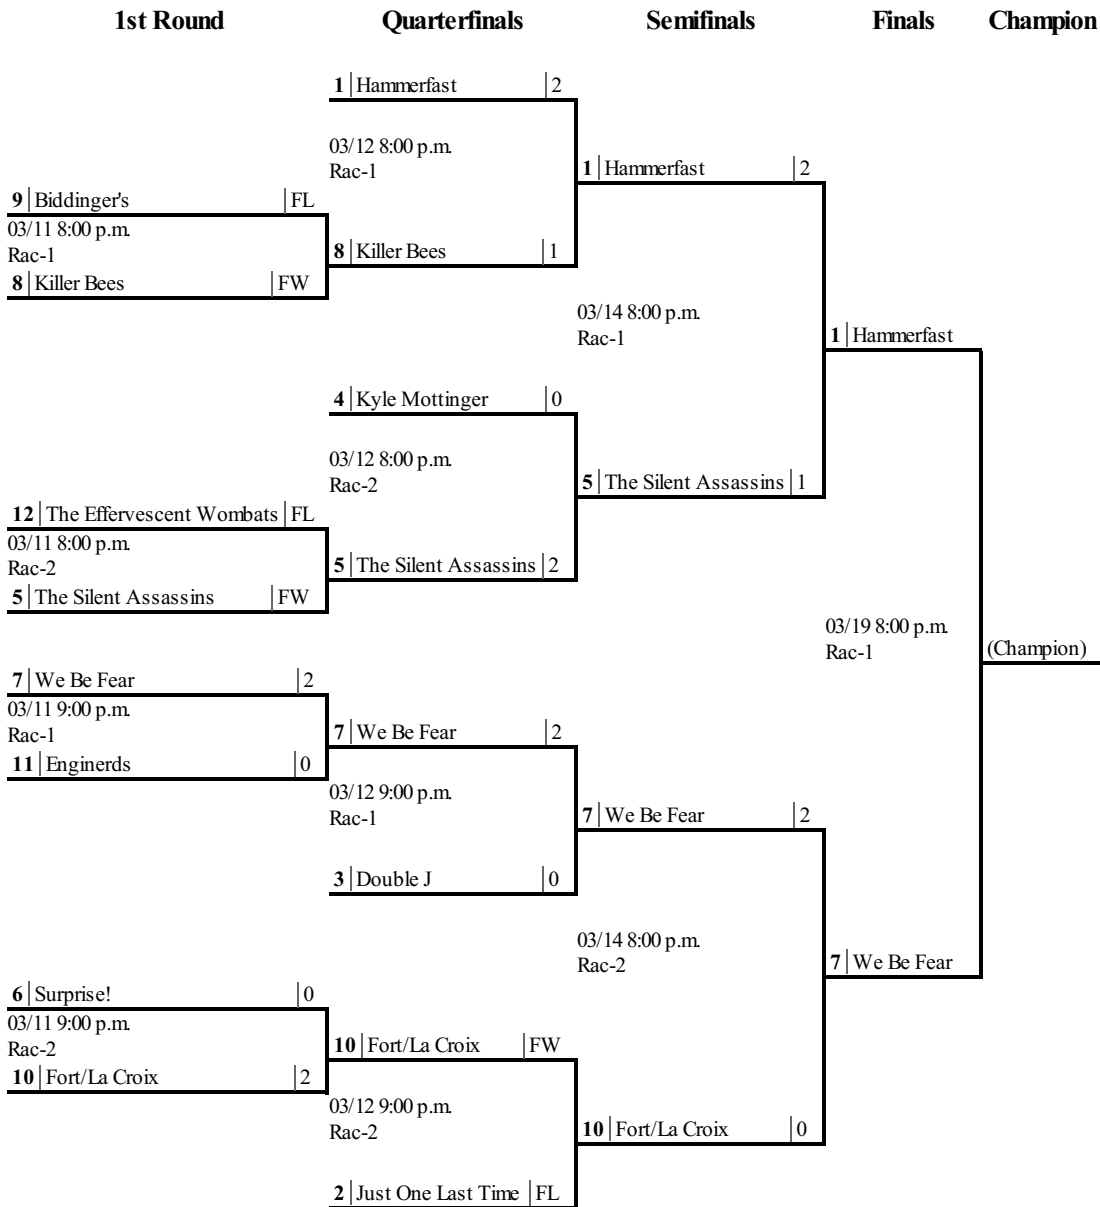 1st Round Quarterfinals Semifinals Finals Champion
1 Hammerfast 2
03/12 8:00 p.m.
Rac-1
1 Hammerfast 2
9 Biddinger's FL
03/11 8:00 p.m.
Rac-1
8 Killer Bees 1
8 Killer Bees FW
03/14 8:00 p.m.
Rac-1
1 Hammerfast
4 Kyle Mottinger 0
03/12 8:00 p.m.
Rac-2
5 The Silent Assassins 1
12 The Effervescent Wombats FL
03/11 8:00 p.m.
Rac-2
5 The Silent Assassins 2
5 The Silent Assassins FW
03/19 8:00 p.m.
Rac-1
(Champion)
7 We Be Fear 2
03/11 9:00 p.m.
Rac-1
7 We Be Fear 2
11 Enginerds 0
03/12 9:00 p.m.
Rac-1
7 We Be Fear 2
3 Double J 0
03/14 8:00 p.m.
Rac-2
7 We Be Fear
6 Surprise! 0
03/11 9:00 p.m.
Rac-2
10 Fort/La Croix FW
10 Fort/La Croix 2
03/12 9:00 p.m.
Rac-2
10 Fort/La Croix 0
2 Just One Last Time FL